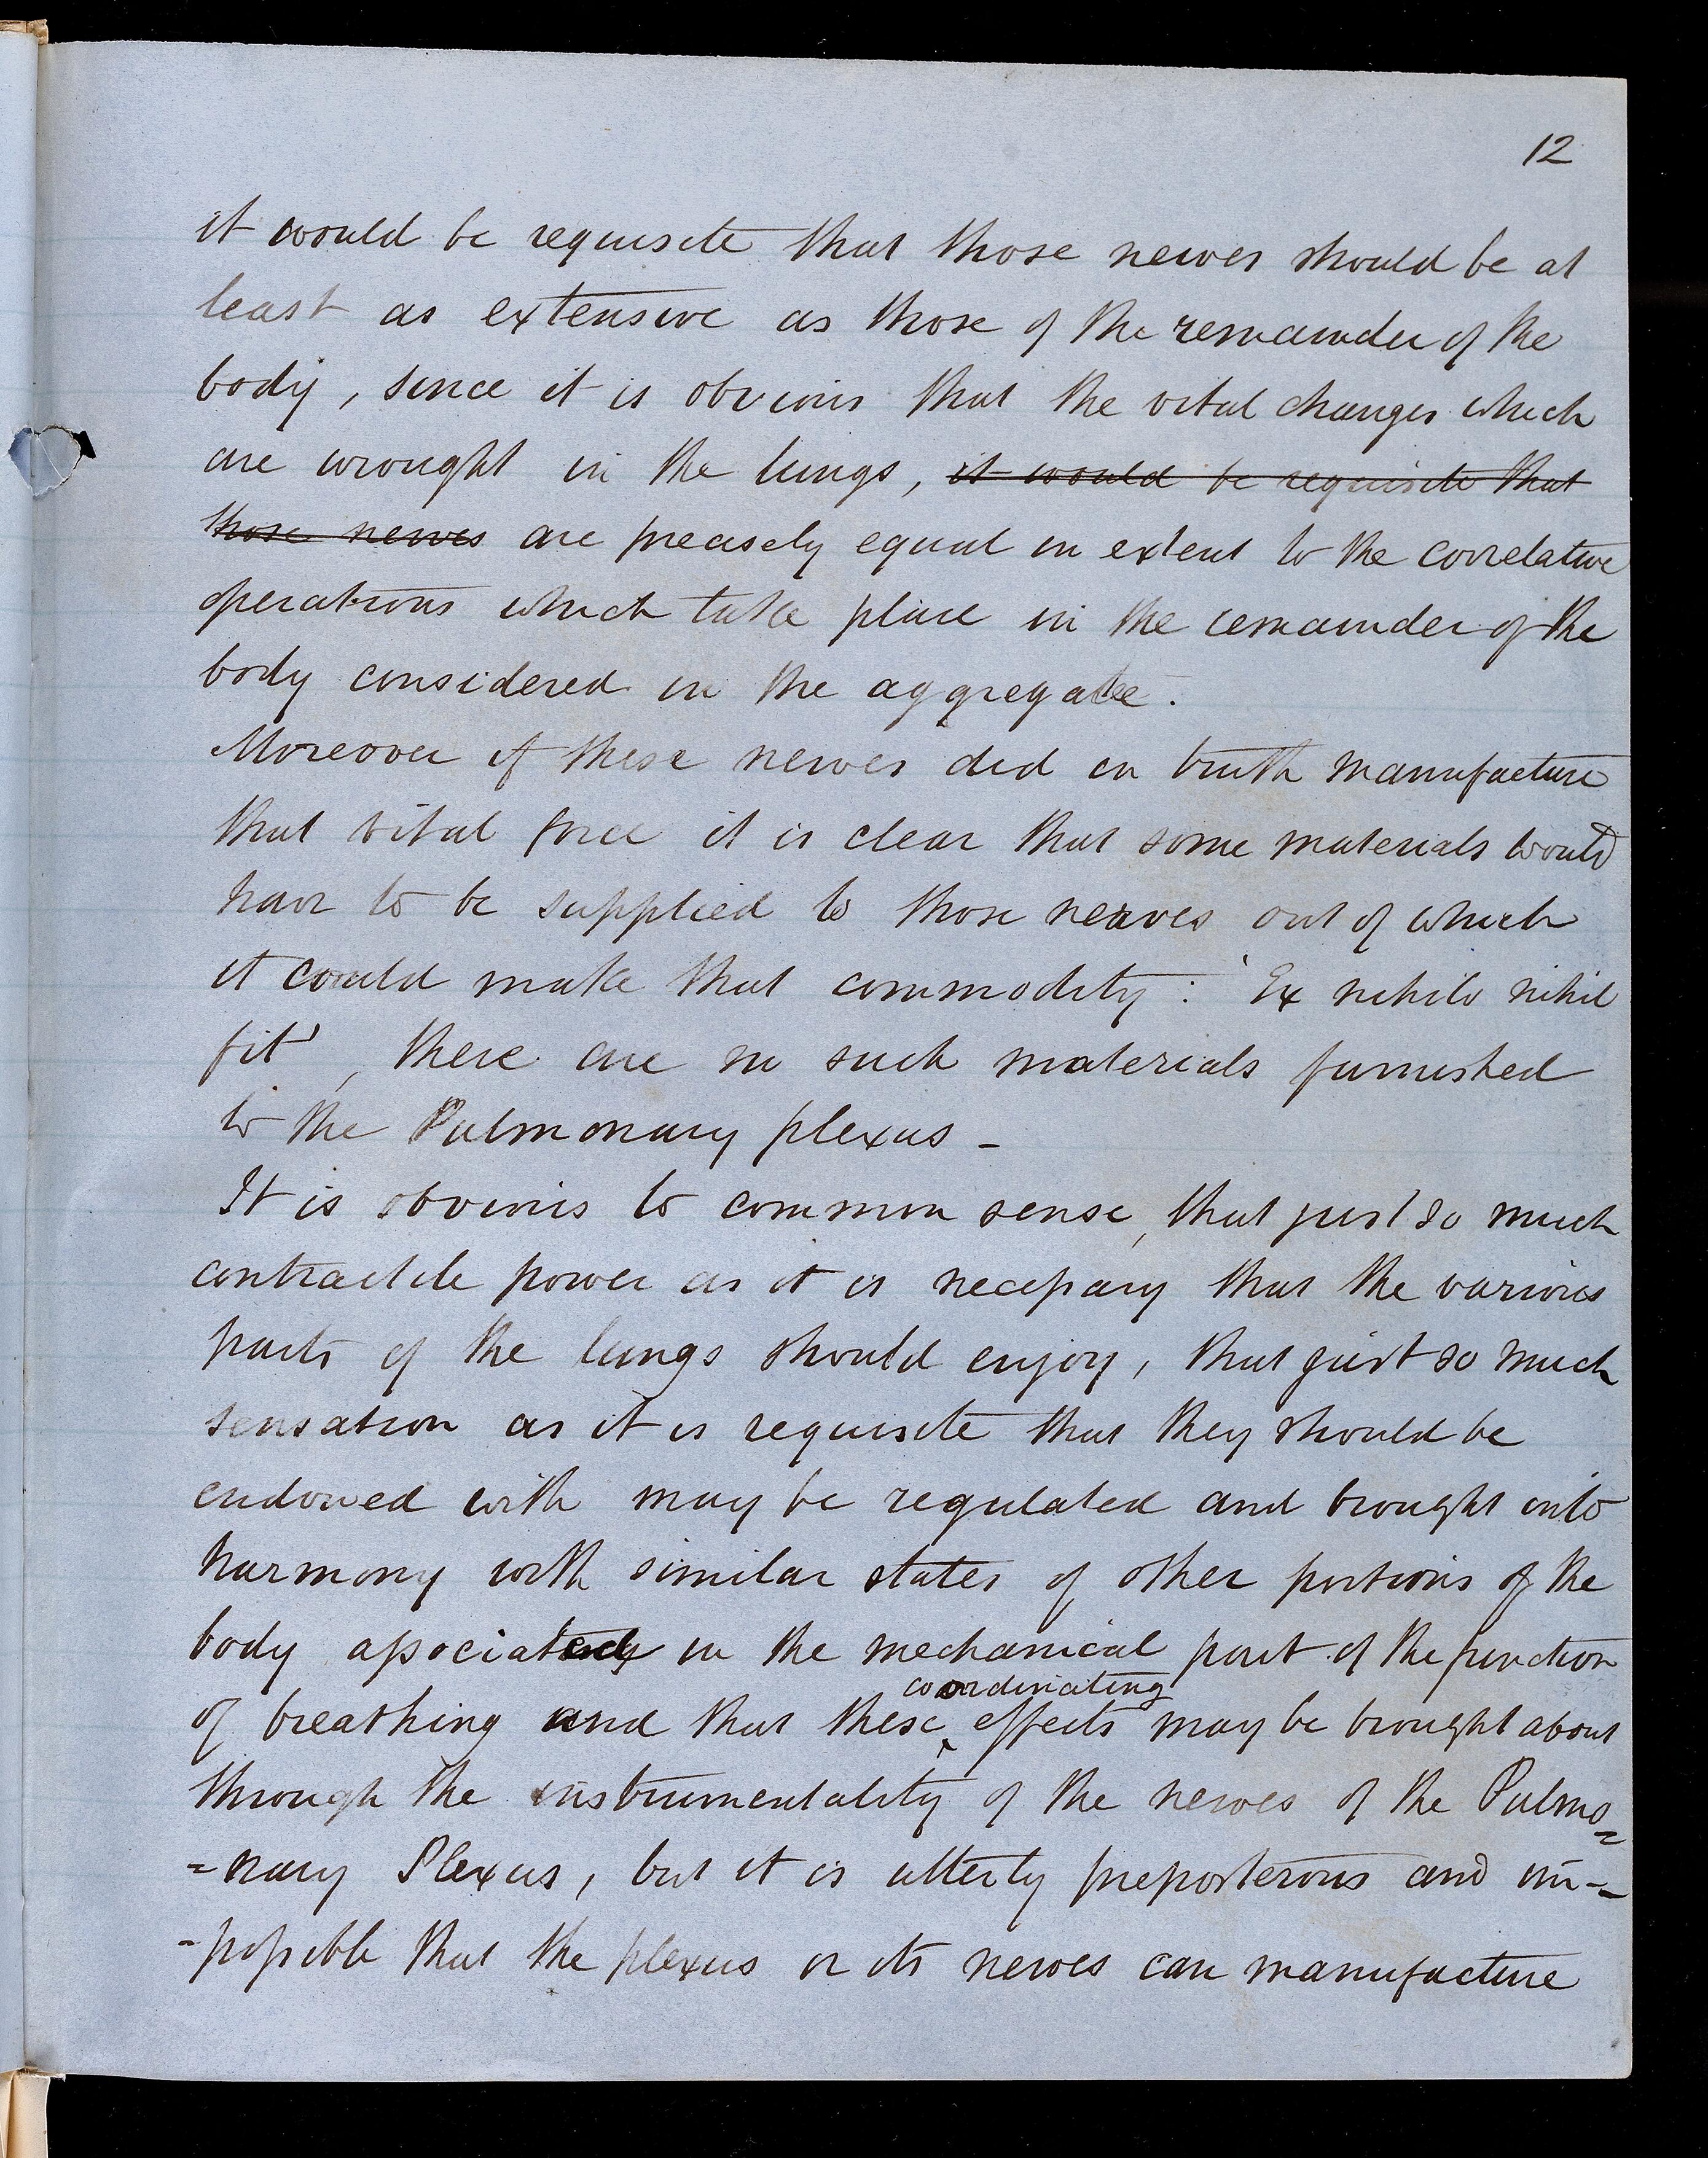 12
it would be requisite that those nerves should be at
least as extensive as those of the remainder of the
body, since it is obvious that the vital changes which
are wrought in the lungs, it would be requisite that
those nerves are precisely equal in extent to the correlative
operations which take place in the remainder of the
body considered in the aggregate.
Moreover if these nerves did in truth manufacture
that vital force it is clear that some materials would
have to be supplied to those nerves out of which
it could make that commodity: 'Ex nihilo nihil
fit', there are no such materials furnished
to the Pulmonary plexus -
It is obvious to common sense, that just so much
contractile power as it is necessary that the various
parts of the lungs should enjoy, that just so much
sensation as it is requisite that they should be
endowed with may be regulated and brought into
harmony with similar states of other portions of the
body associated in the mechanical part of the function
coordinating
of breathing and that these effects may be brought about
through the instrumentality of the nerves of the Pulmo=
=nary Plexus, but it is utterly preposterous and im-
-possible that the plexus or its nerves can manufacture